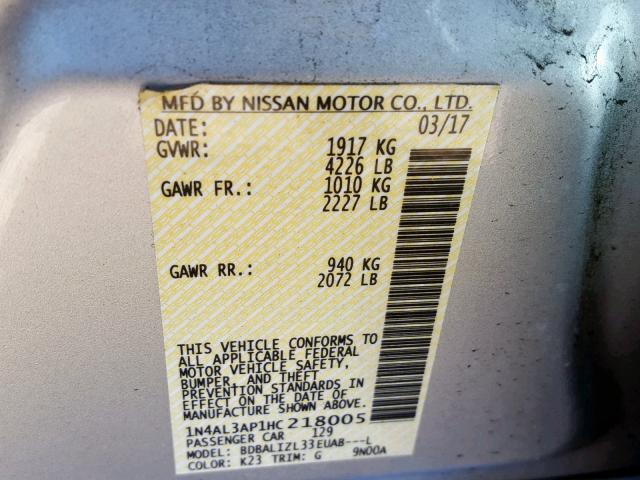 MFD BY NISSAN MOTOR CO., LTD.
DATE: 03/17
GVWR: 1917 KG
4226 LB
GAWR FR.: 1010 KG
2227 LB
GAWR RR.: 940 KG
2072 LB
THIS VEHICLE CONFORMS TO
ALL APPLICABLE FEDERAL
MOTOR VEHICLE SAFETY,
BUMPER, AND THEFT
PREVENTION STANDARDS IN
EFFECT ON THE DATE OF
MANUFACTURE SHOWN ABOVE.
1N4AL3AP1HC218005
PASSENGER CAR 129
MODEL: BDBALIZL33EUAB---L
COLOR: K23 TRIM: G 9N00A